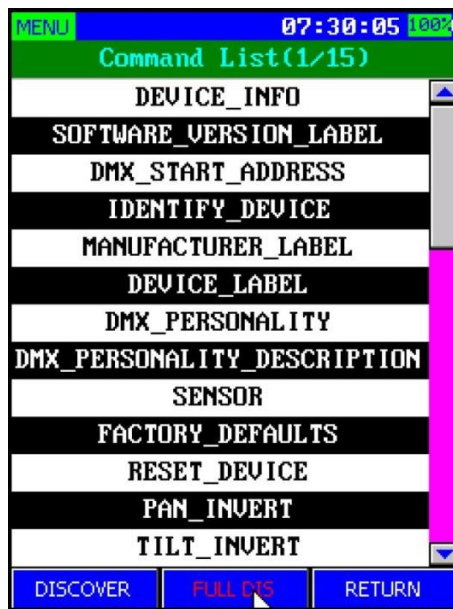 MENU 07:30:05 100%
Command List(1/15)
DEVICE_INFO
SOFTWARE_VERSION_LABEL
DMX_START_ADDRESS
IDENTIFY_DEVICE
MANUFACTURER_LABEL
DEVICE_LABEL
DMX_PERSONALITY
DMX_PERSONALITY_DESCRIPTION
SENSOR
FACTORY_DEFAULTS
RESET_DEVICE
PAN_INVERT
TILT_INVERT
DISCOVER FULL DIS RETURN